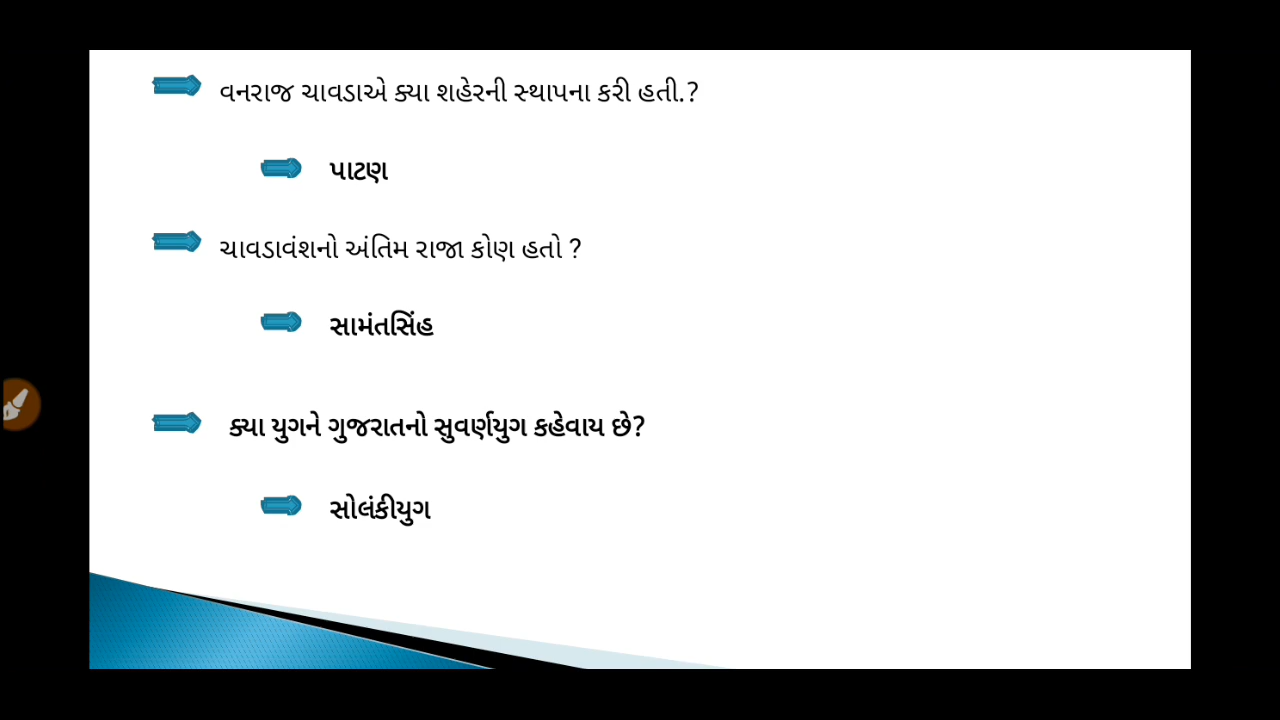 વનરાજ ચાવડાએ ક્યા શહેરની સ્થાપના કરી હતી.?
પાટણ
ચાવડાવંશનો અંતિમ રાજા કોણ હતો ?
સામંતસિંહ
ક્યા યુગને ગુજરાતનો સુવર્ણયુગ કહેવાય છે?
સોલંકીયુગ